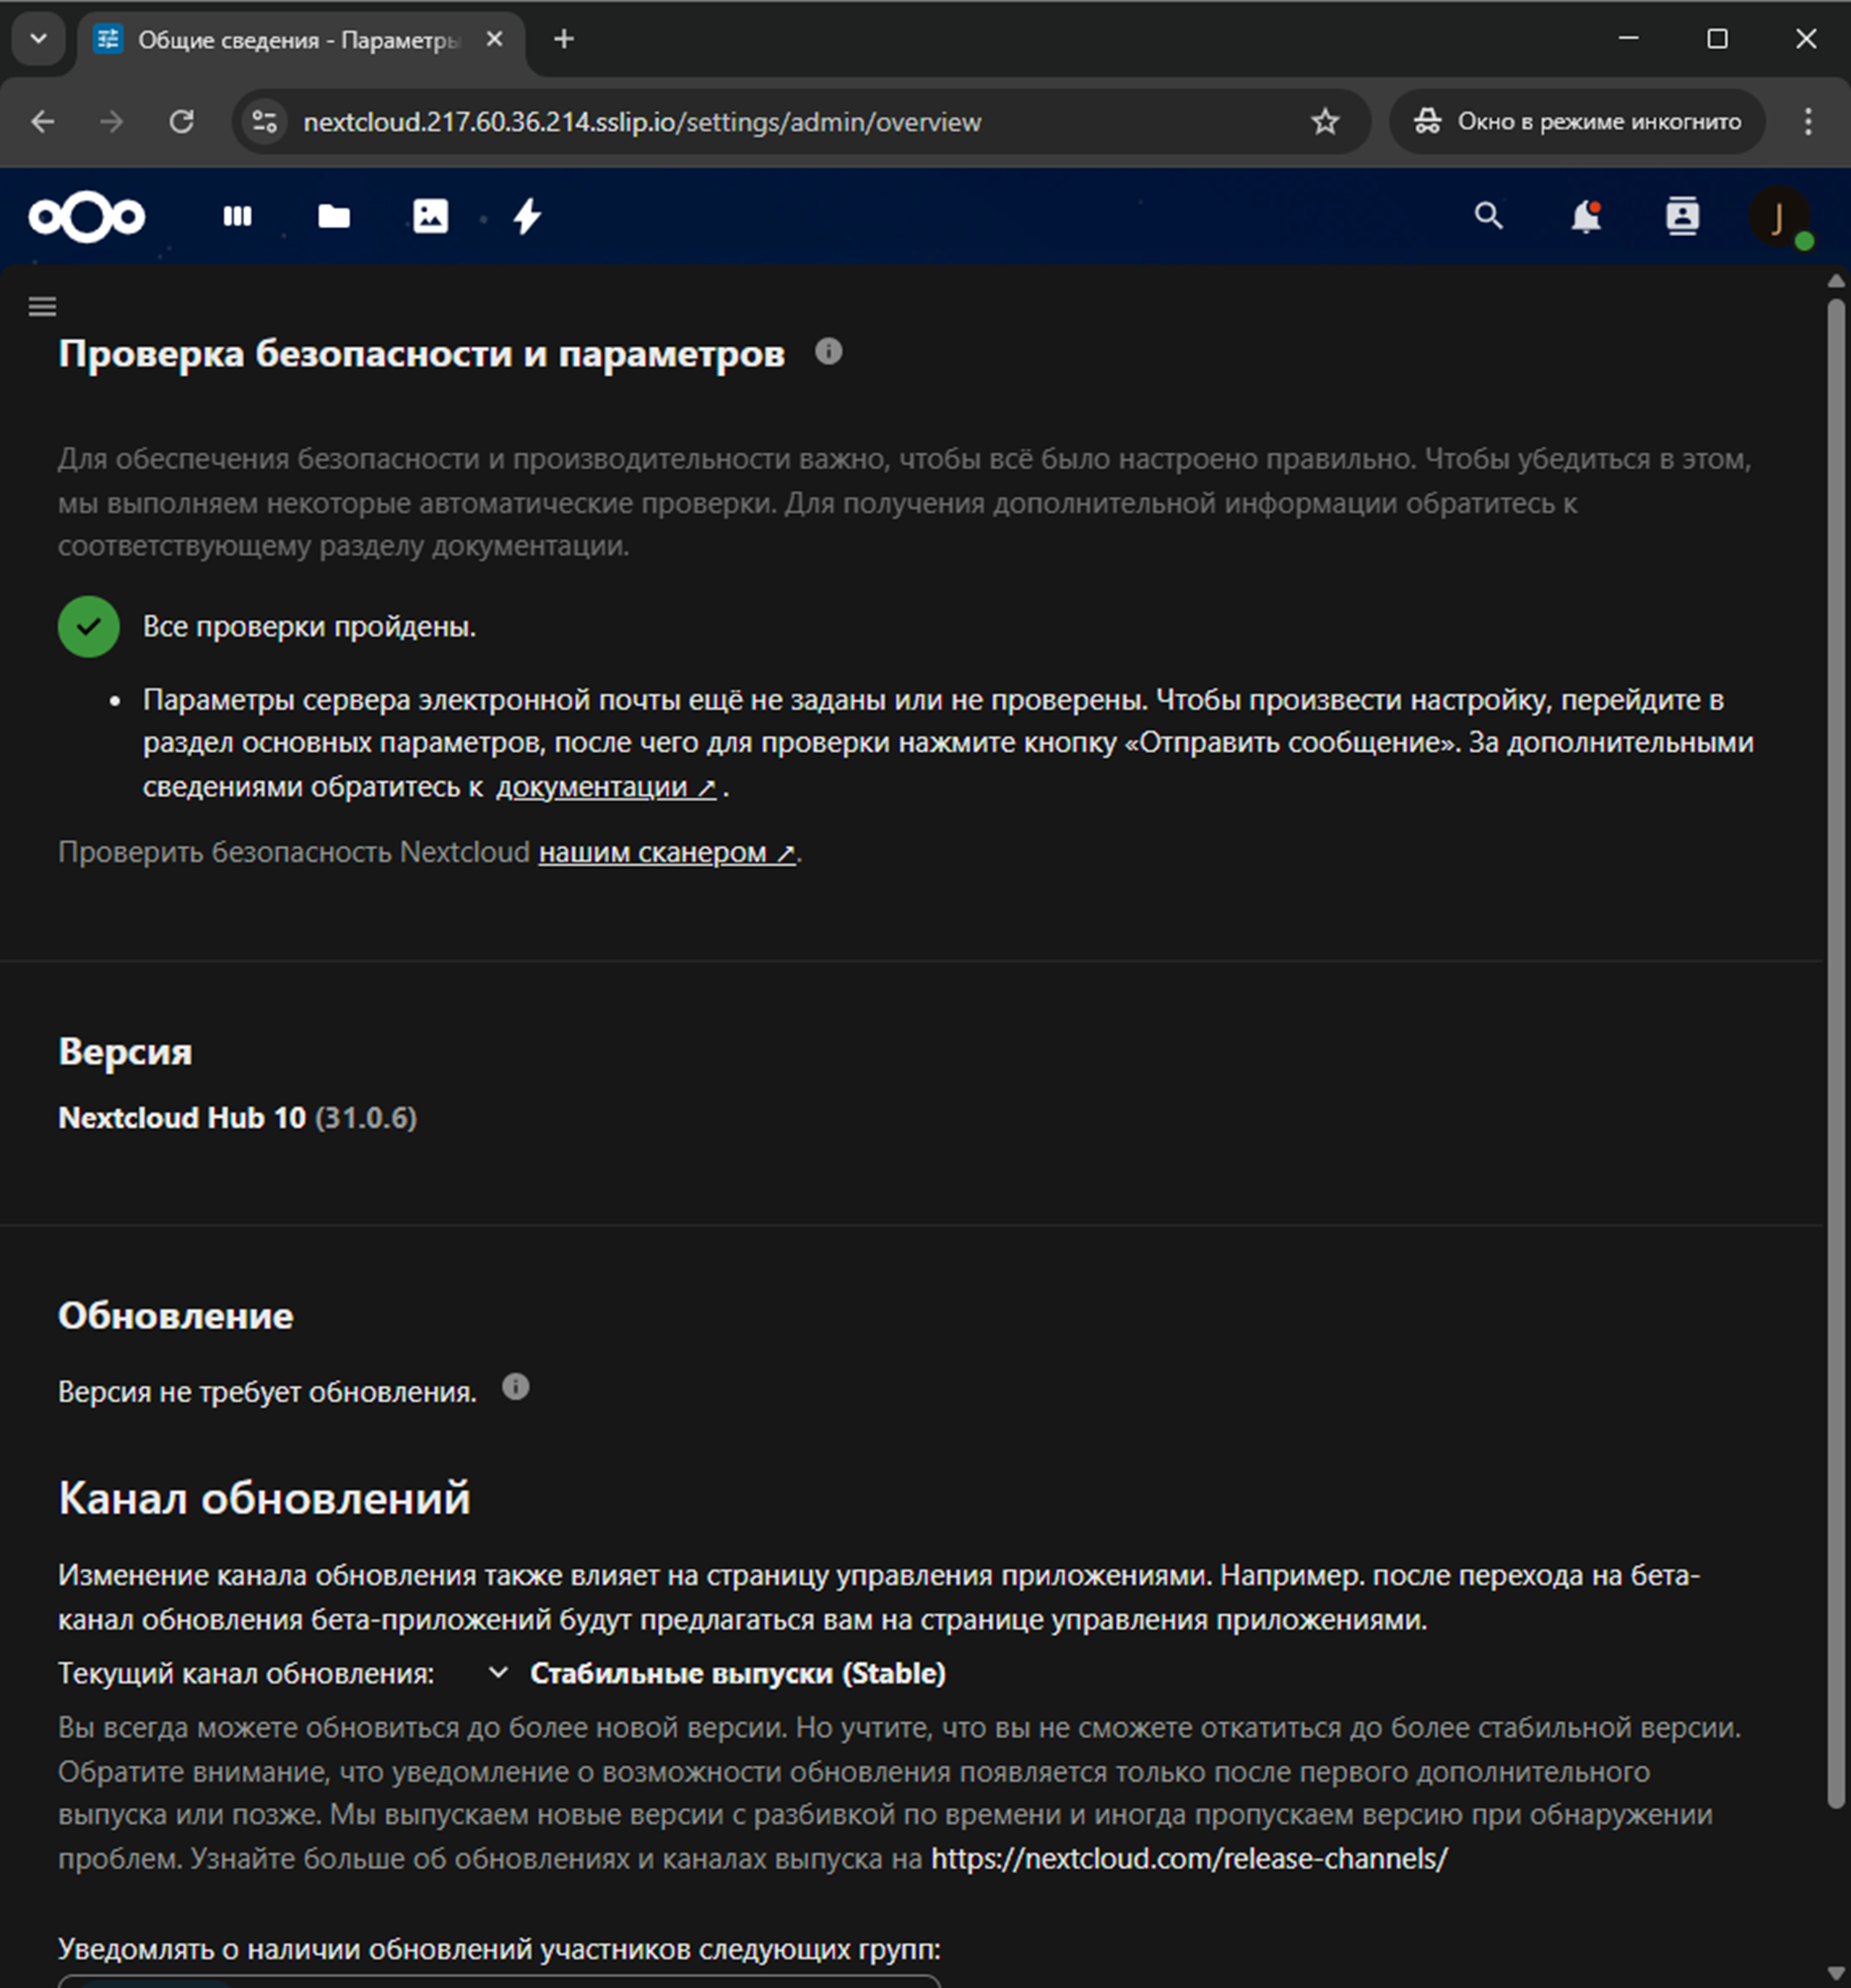 Общие сведения - Параметры
nextcloud.217.60.36.214.sslip.io/settings/admin/overview
Окно в режиме инкогнито
J
Проверка безопасности и параметров
Для обеспечения безопасности и производительности важно, чтобы всё было настроено правильно. Чтобы убедиться в этом,
мы выполняем некоторые автоматические проверки. Для получения дополнительной информации обратитесь к
соответствующему разделу документации.
Все проверки пройдены.
• Параметры сервера электронной почты ещё не заданы или не проверены. Чтобы произвести настройку, перейдите в
раздел основных параметров, после чего для проверки нажмите кнопку «Отправить сообщение». За дополнительными
сведениями обратитесь к документации ↗ .
Проверить безопасность Nextcloud нашим сканером ↗.
Версия
Nextcloud Hub 10 (31.0.6)
Обновление
Версия не требует обновления.
Канал обновлений
Изменение канала обновления также влияет на страницу управления приложениями. Например. после перехода на бета-
канал обновления бета-приложений будут предлагаться вам на странице управления приложениями.
Текущий канал обновления: Стабильные выпуски (Stable)
Вы всегда можете обновиться до более новой версии. Но учтите, что вы не сможете откатиться до более стабильной версии.
Обратите внимание, что уведомление о возможности обновления появляется только после первого дополнительного
выпуска или позже. Мы выпускаем новые версии с разбивкой по времени и иногда пропускаем версию при обнаружении
проблем. Узнайте больше об обновлениях и каналах выпуска на https://nextcloud.com/release-channels/
Уведомлять о наличии обновлений участников следующих групп: